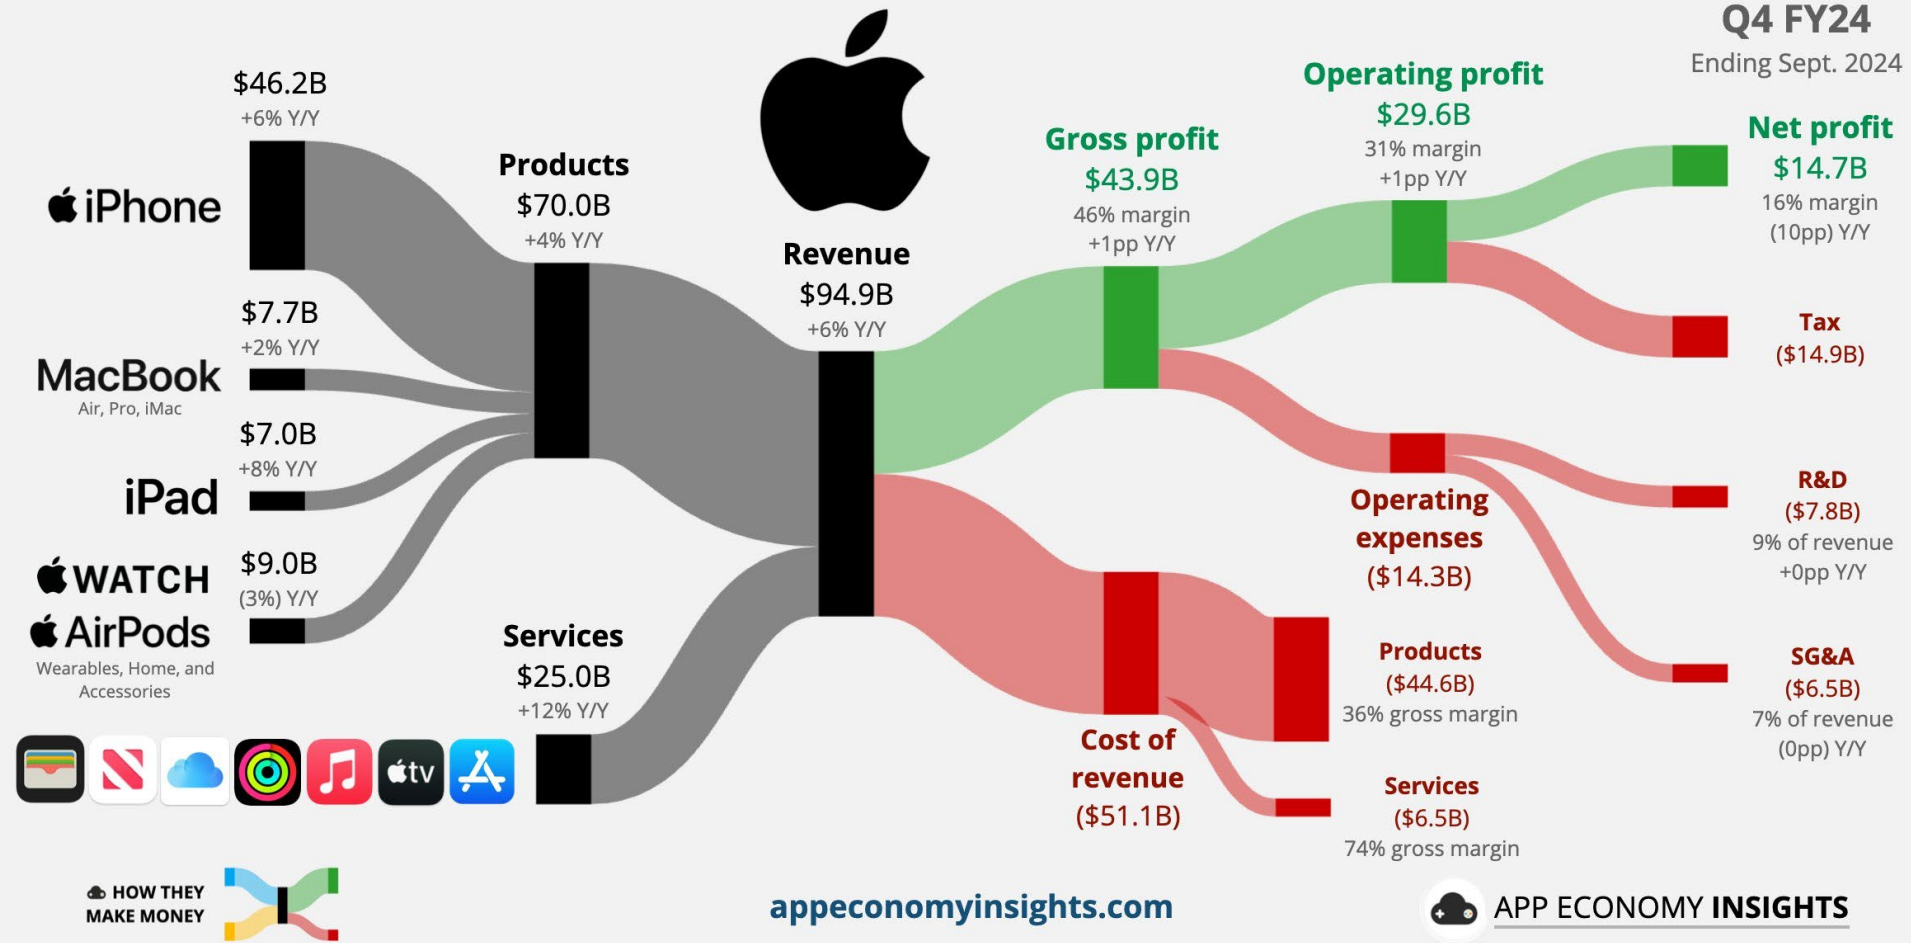 Q4 FY24
Ending Sept. 2024
$46.2B
+6% Y/Y
iPhone
$7.7B
+2% Y/Y
MacBook
Air, Pro, iMac
$7.0B
+8% Y/Y
iPad
$9.0B
(3%) Y/Y
WATCH
AirPods
Wearables, Home, and
Accessories
Products
$70.0B
+4% Y/Y
Services
$25.0B
+12% Y/Y
tv
Revenue
$94.9B
+6% Y/Y
Gross profit
$43.9B
46% margin
+1pp Y/Y
Cost of
revenue
($51.1B)
Operating profit
$29.6B
31% margin
+1pp Y/Y
Operating
expenses
($14.3B)
Products
($44.6B)
36% gross margin
Services
($6.5B)
74% gross margin
Net profit
$14.7B
16% margin
(10pp) Y/Y
Tax
($14.9B)
R&D
($7.8B)
9% of revenue
+0pp Y/Y
SG&A
($6.5B)
7% of revenue
(0pp) Y/Y
HOW THEY
MAKE MONEY
appeconomyinsights.com
APP ECONOMY INSIGHTS